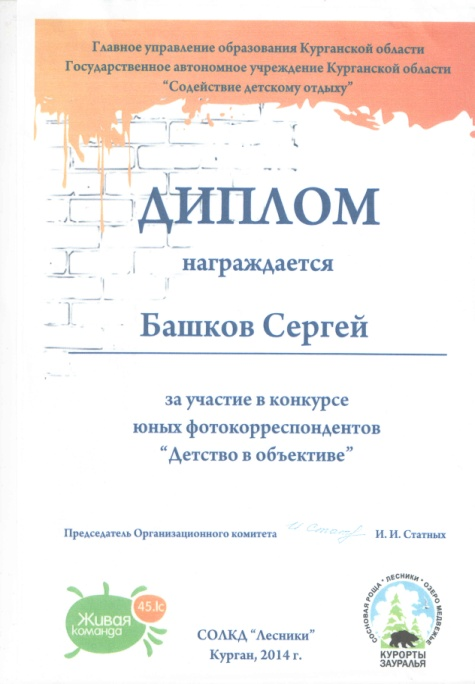 Главное управление образования Курганской области
Государственное автономное учреждение Курганской области
“Содействие детскому отдыху”
ДИПЛОМ
награждается
Башков Сергей
за участие в конкурсе
юных фотокорреспондентов
“Детство в объективе”
Председатель Организационного комитета И. И. Статных
Живая
команда
45.lc
СОЛКД “Лесники”
Курган, 2014 г.
СОСНОВАЯ РОЩА • ЛЕСНИКИ • ОЗЕРО МЕДВЕЖЬЕ
КУРОРТЫ
ЗАУРАЛЬЯ